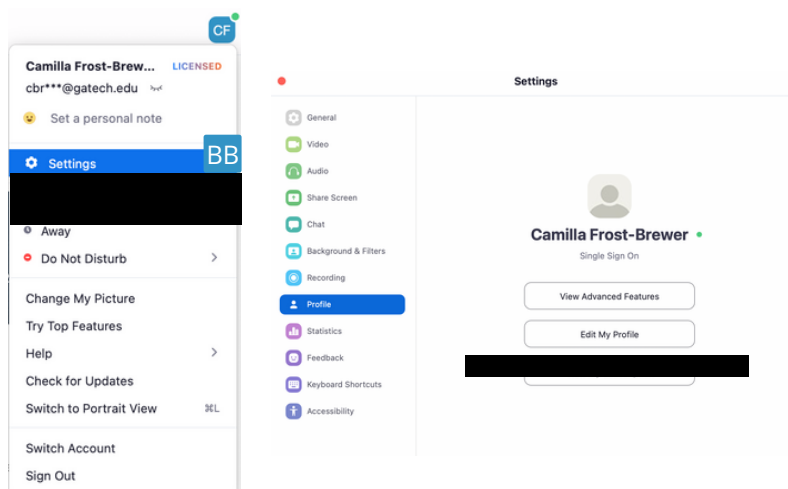 CF
Camilla Frost-Brew... LICENSED
cbr***@gatech.edu
Set a personal note
BB
Settings
Away
Do Not Disturb
Change My Picture
Try Top Features
Help
Check for Updates
Switch to Portrait View ⌘L
Switch Account
Sign Out
Settings
General
Video
Audio
Share Screen
Chat
Background & Filters
Recording
Profile
Statistics
Feedback
Keyboard Shortcuts
Accessibility
Camilla Frost-Brewer
Single Sign On
View Advanced Features
Edit My Profile